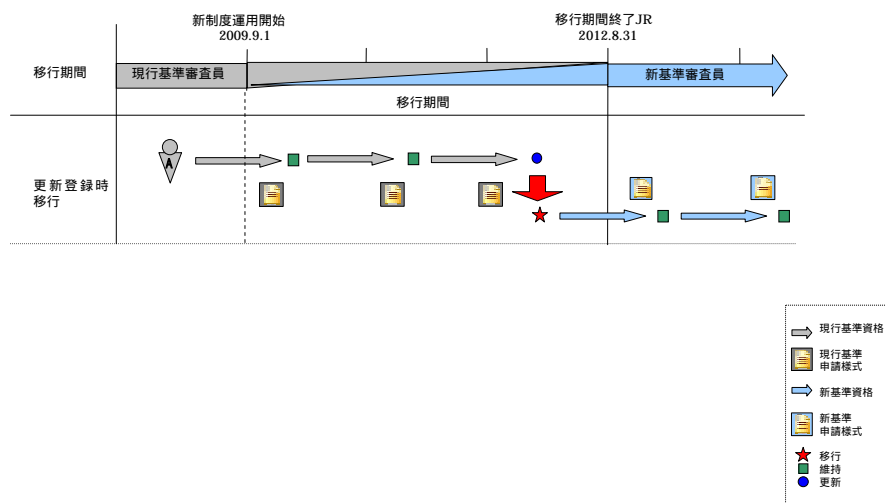 新制度運用開始
2009.9.1
移行期間終了JR
2012.8.31
移行期間
現行基準審査員
新基準審査員
移行期間
A
更新登録時
移行
現行基準資格
現行基準
申請様式
新基準資格
新基準
申請様式
移行
維持
更新